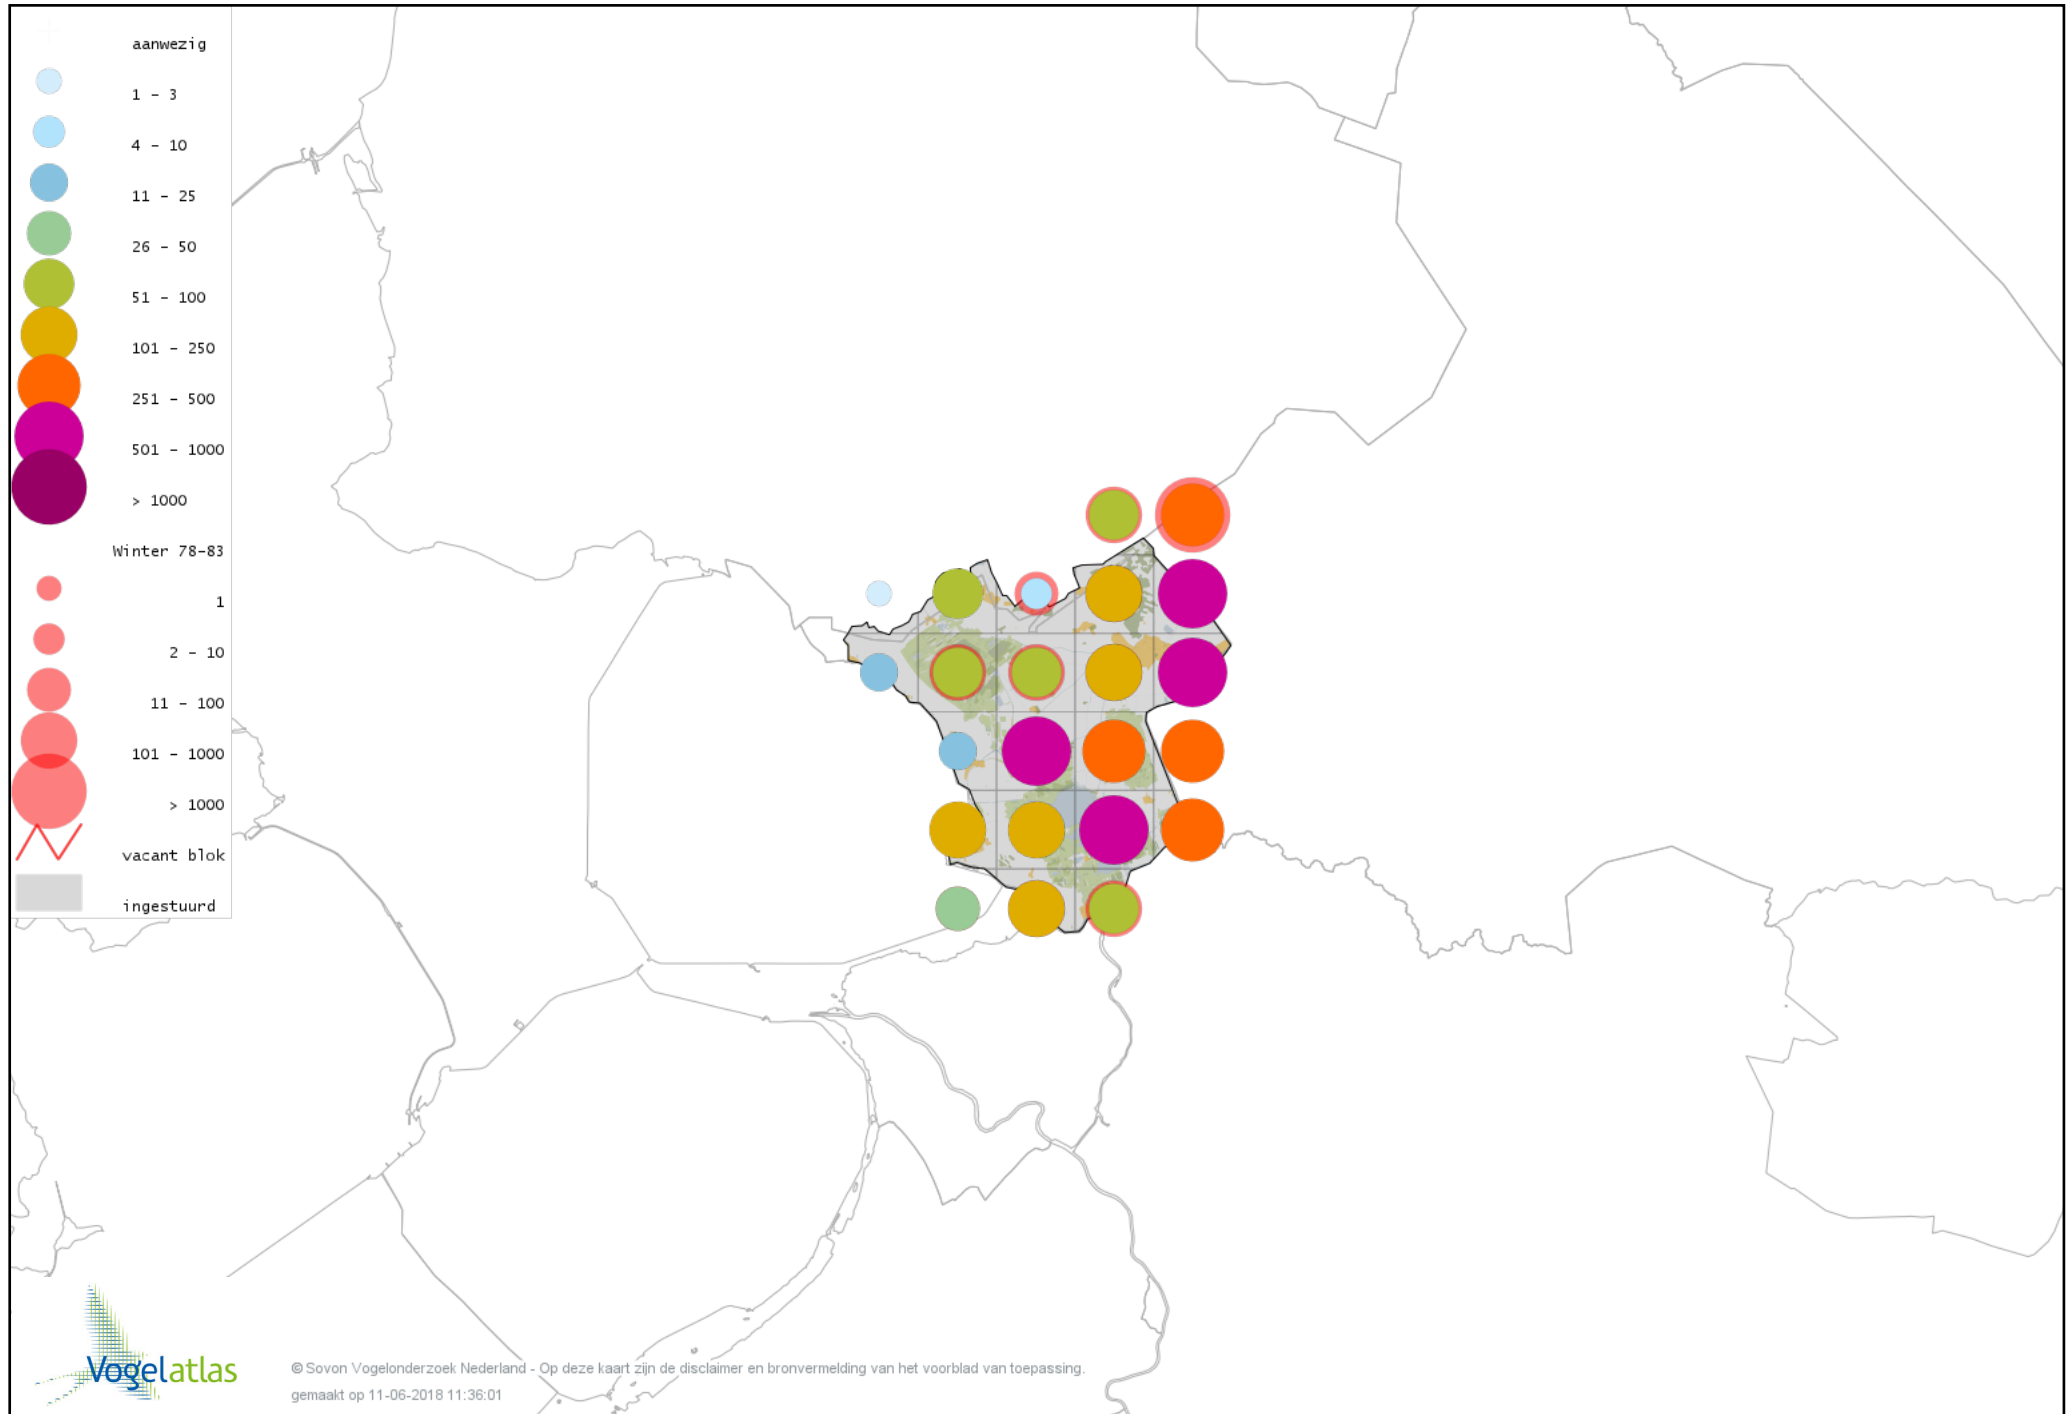 aanwezig
1 - 3
4 - 10
11 - 25
26 - 50
51 - 100
101 - 250
251 - 500
501 - 1000
> 1000
Winter 78-83
1
2 - 10
11 - 100
101 - 1000
> 1000
vacant blok
ingestuurd
Vogelatlas
© Sovon Vogelonderzoek Nederland - Op deze kaart zijn de disclaimer en bronvermelding van het voorblad van toepassing.
gemaakt op 11-06-2018 11:36:01